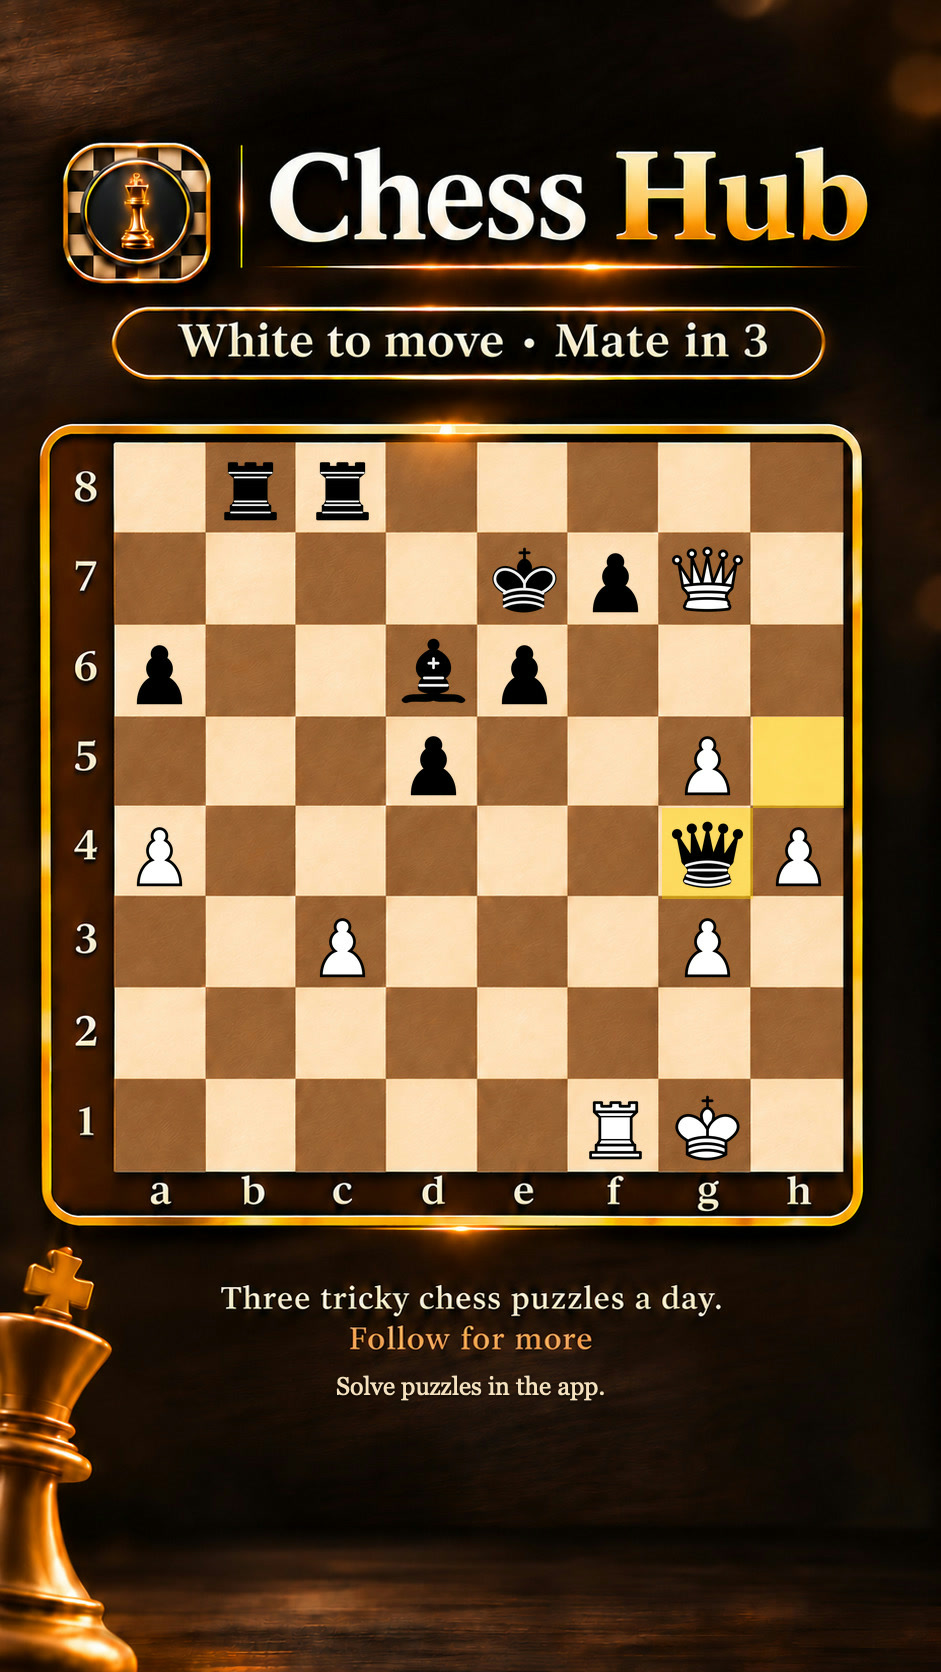 Chess Hub
White to move • Mate in 3
8
7
6
5
4
3
2
1
a b c d e f g h
Three tricky chess puzzles a day.
Follow for more
Solve puzzles in the app.